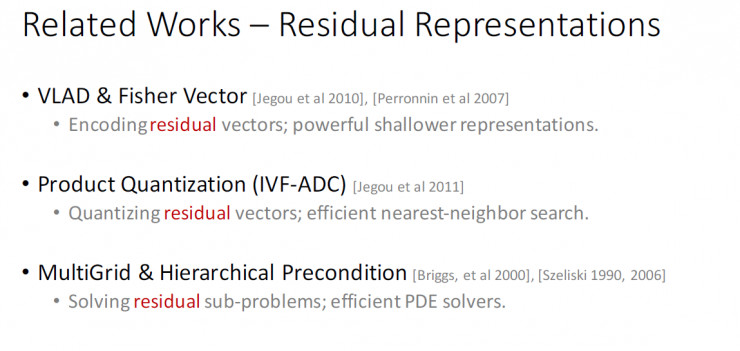 Related Works – Residual Representations
• VLAD & Fisher Vector [Jegou et al 2010], [Perronnin et al 2007]
• Encoding residual vectors; powerful shallower representations.
• Product Quantization (IVF-ADC) [Jegou et al 2011]
• Quantizing residual vectors; efficient nearest-neighbor search.
• MultiGrid & Hierarchical Precondition [Briggs, et al 2000], [Szeliski 1990, 2006]
• Solving residual sub-problems; efficient PDE solvers.